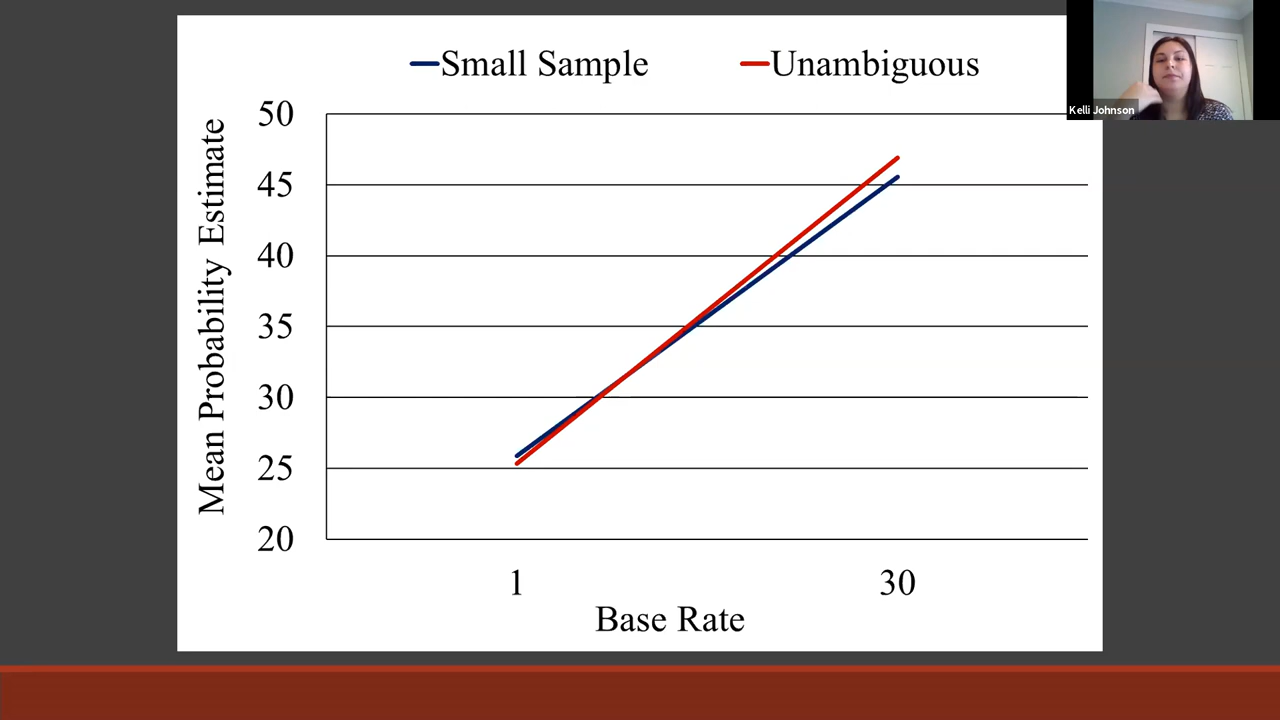 Small Sample
Unambiguous
Kelli Johnson
Mean Probability Estimate
50
45
40
35
30
25
20
1
30
Base Rate